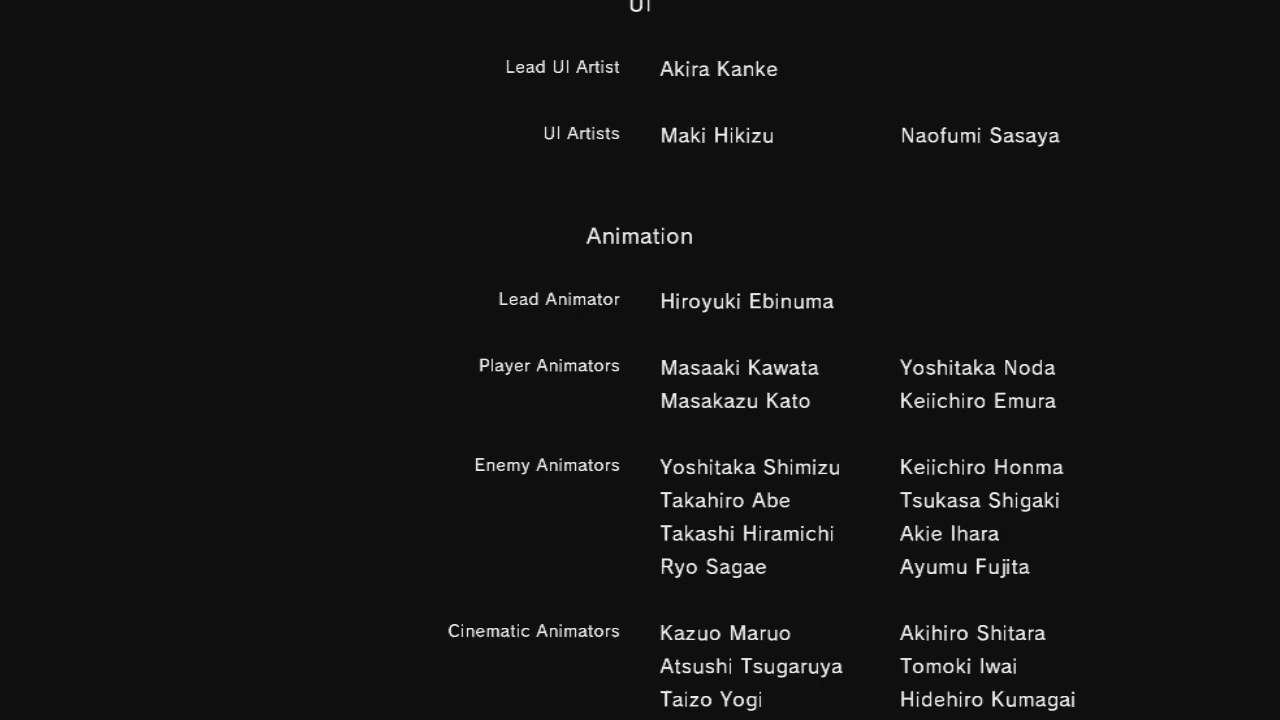 UI
Lead UI Artist Akira Kanke
UI Artists Maki Hikizu Naofumi Sasaya
Animation
Lead Animator Hiroyuki Ebinuma
Player Animators Masaaki Kawata Yoshitaka Noda
Masakazu Kato Keiichiro Emura
Enemy Animators Yoshitaka Shimizu Keiichiro Honma
Takahiro Abe Tsukasa Shigaki
Takashi Hiramichi Akie Ihara
Ryo Sagae Ayumu Fujita
Cinematic Animators Kazuo Maruo Akihiro Shitara
Atsushi Tsugaruya Tomoki Iwai
Taizo Yogi Hidehiro Kumagai